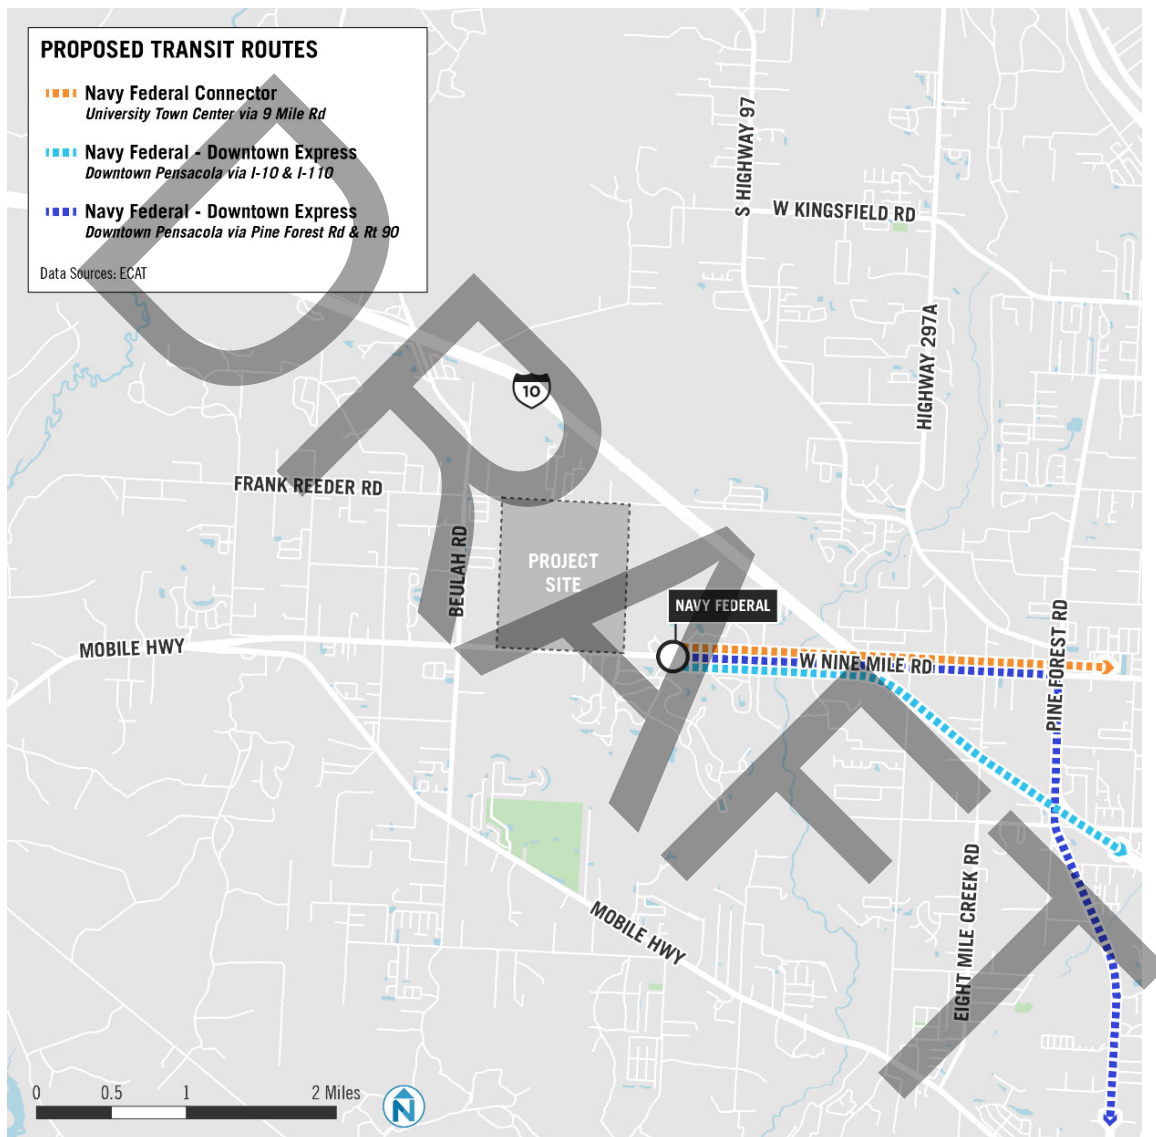 PROPOSED TRANSIT ROUTES
Navy Federal Connector
University Town Center via 9 Mile Rd
Navy Federal - Downtown Express
Downtown Pensacola via I-10 & I-110
Navy Federal - Downtown Express
Downtown Pensacola via Pine Forest Rd & Rt 90
Data Sources: ECAT
S HIGHWAY 97
W KINGSFIELD RD
HIGHWAY 297A
10
FRANK REEDER RD
BEULAH RD
PROJECT
SITE
NAVY FEDERAL
MOBILE HWY
W NINE MILE RD
PINE FOREST RD
EIGHT MILE CREEK RD
MOBILE HWY
0 0.5 1 2 Miles
N
DRAFT